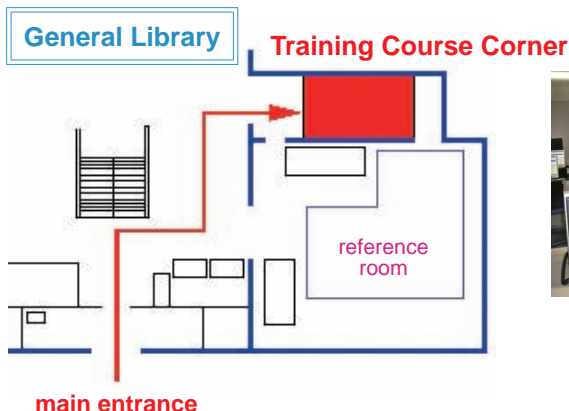 General Library
Training Course Corner
reference
room
main entrance